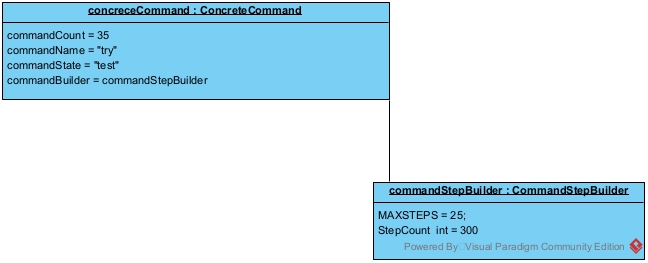 concreceCommand : ConcreteCommand
commandCount = 35
commandName = "try"
commandState = "test"
commandBuilder = commandStepBuilder
commandStepBuilder : CommandStepBuilder
MAXSTEPS = 25;
StepCount int = 300
Powered By Visual Paradigm Community Edition